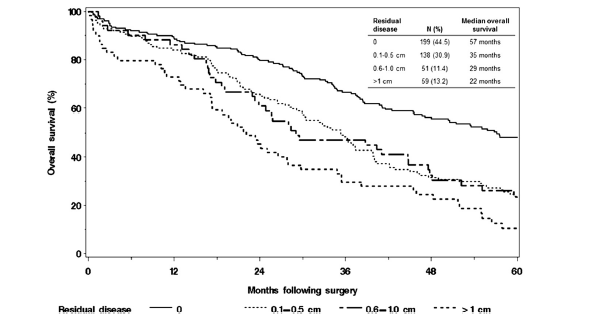 100
80
60
40
20
0
Overall survival (%)
Residual disease N (%) Median overall survival
0 199 (44.5) 57 months
0.1-0.5 cm 138 (30.9) 35 months
0.6-1.0 cm 51 (11.4) 29 months
>1 cm 59 (13.2) 22 months
0 12 24 36 48 60
Months following surgery
Residual disease 0 0.1–0.5 cm 0.6–1.0 cm >1 cm